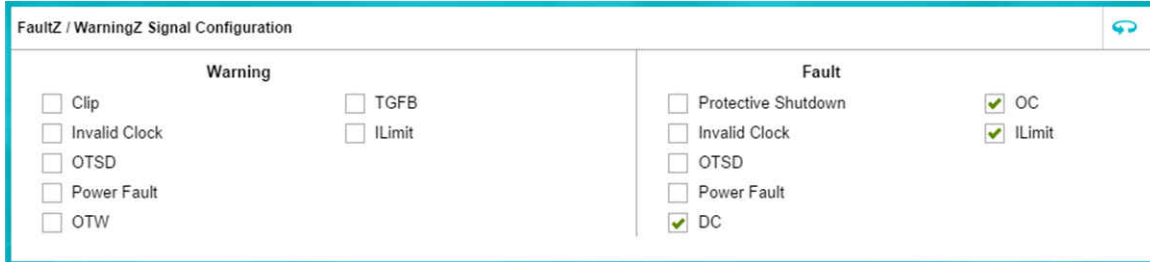 FaultZ / WarningZ Signal Configuration
Warning
Clip
Invalid Clock
OTSD
Power Fault
OTW
TGFB
ILimit
Fault
Protective Shutdown
Invalid Clock
OTSD
Power Fault
DC
OC
ILimit